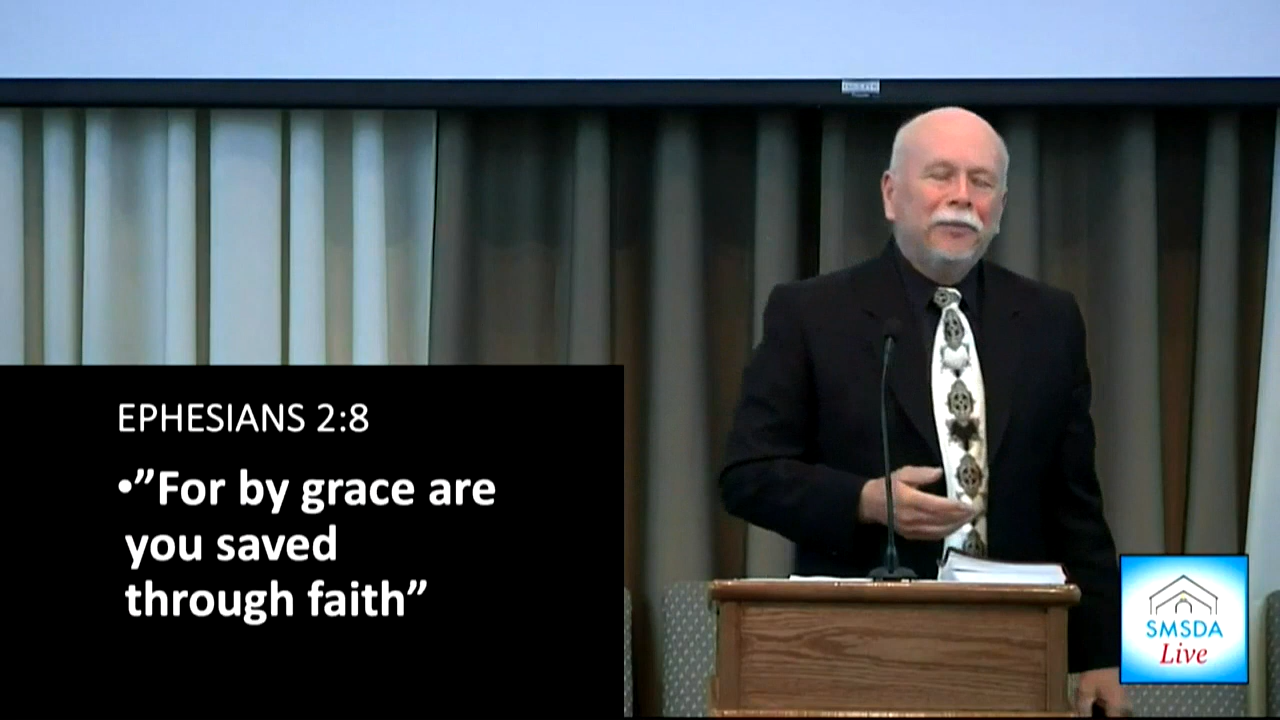 EPHESIANS 2:8
•”For by grace are
you saved
through faith”
SMSDA
Live